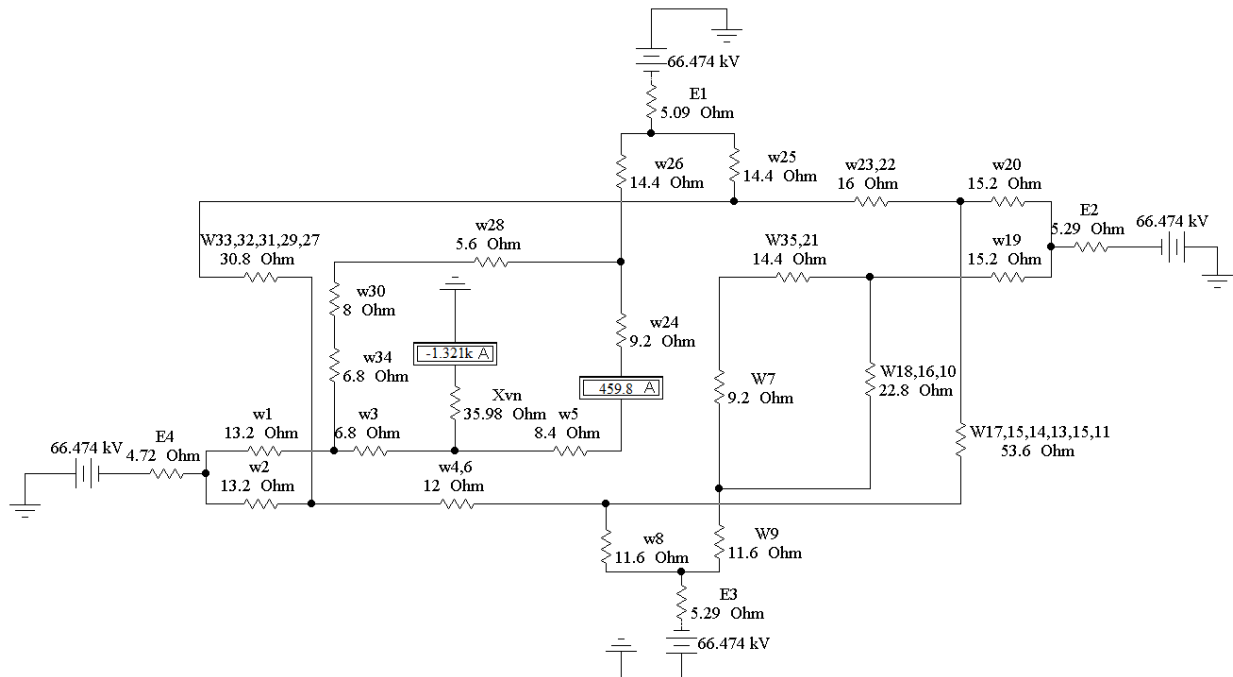 66.474 kV
E1
5.09 Ohm
w26
14.4 Ohm
w25
14.4 Ohm
w23,22
16 Ohm
w20
15.2 Ohm
E2
5.29 Ohm
66.474 kV
w28
5.6 Ohm
W33,32,31,29,27
30.8 Ohm
W35,21
14.4 Ohm
w19
15.2 Ohm
w30
8 Ohm
w24
9.2 Ohm
w34
6.8 Ohm
-1.321k A
459.8 A
W7
9.2 Ohm
W18,16,10
22.8 Ohm
Xvn
35.98 Ohm
w1
13.2 Ohm
w3
6.8 Ohm
w5
8.4 Ohm
W17,15,14,13,15,11
53.6 Ohm
66.474 kV
E4
4.72 Ohm
w2
13.2 Ohm
w4,6
12 Ohm
w8
11.6 Ohm
W9
11.6 Ohm
E3
5.29 Ohm
66.474 kV